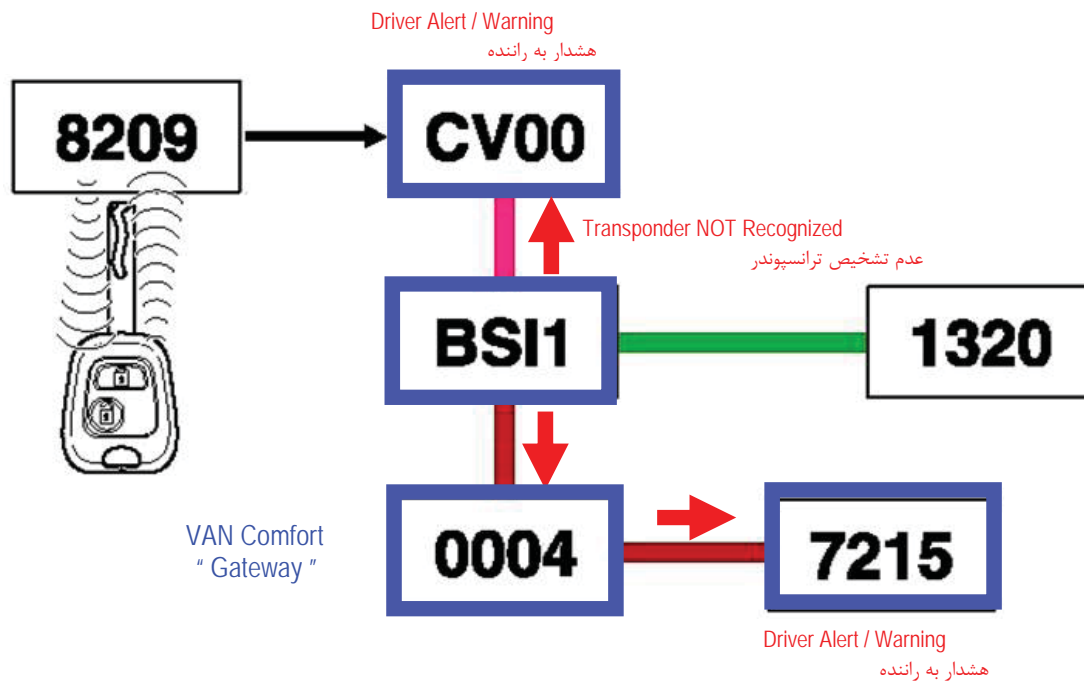 Driver Alert / Warning
هشدار به راننده
8209
CV00
Transponder NOT Recognized
عدم تشخیص ترانسپوندر
BSI1
1320
VAN Comfort
" Gateway "
0004
7215
Driver Alert / Warning
هشدار به راننده